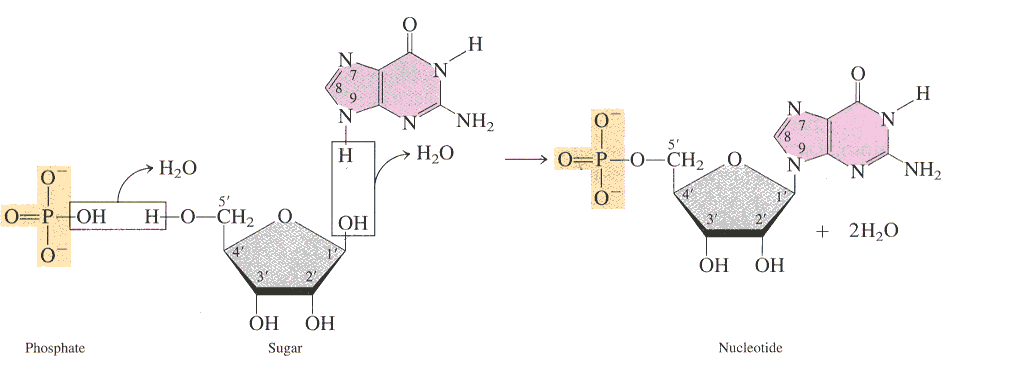 O
N
7
8
9
N
H
N
N
NH₂
H
OH
H₂O
O⁻
O=P
O⁻
OH
H₂O
H—O—CH₂
5′
O
4′
3′
2′
1′
OH
OH
O⁻
O=P—O—CH₂
O⁻
5′
O
4′
3′
2′
1′
OH
OH
O
N
7
8
9
N
H
N
N
NH₂
+ 2H₂O
Phosphate
Sugar
Nucleotide